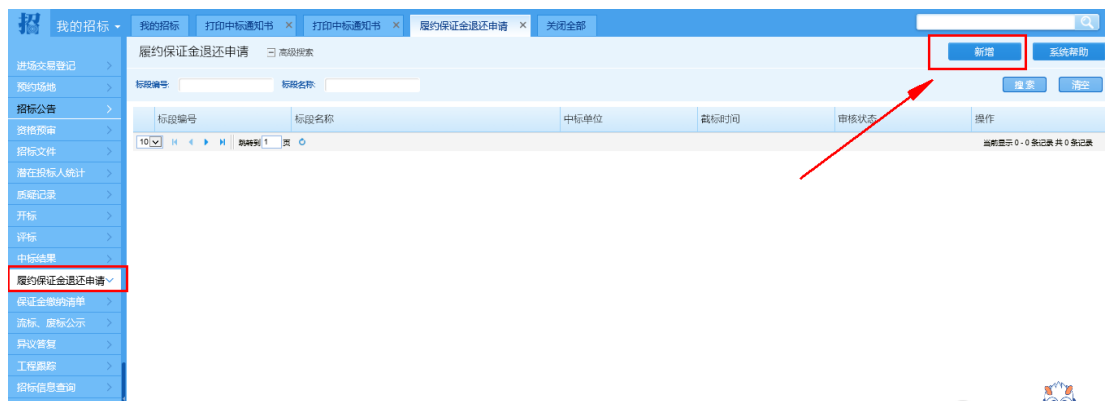 招 我的招标 我的招标 打印中标通知书 × 打印中标通知书 × 履约保证金退还申请 × 关闭全部
履约保证金退还申请 高级搜索 新增 系统帮助
进场交易登记
预约场地
标段编号: 标段名称: 搜索 清空
招标公告
标段编号 标段名称 中标单位 截标时间 审核状态 操作
资格预审
10 跳转到 1 页 当前显示 0 - 0 条记录 共 0 条记录
招标文件
潜在投标人统计
质疑记录
开标
评标
中标结果
履约保证金退还申请
保证金缴纳清单
流标、废标公示
异议答复
工程跟踪
招标信息查询